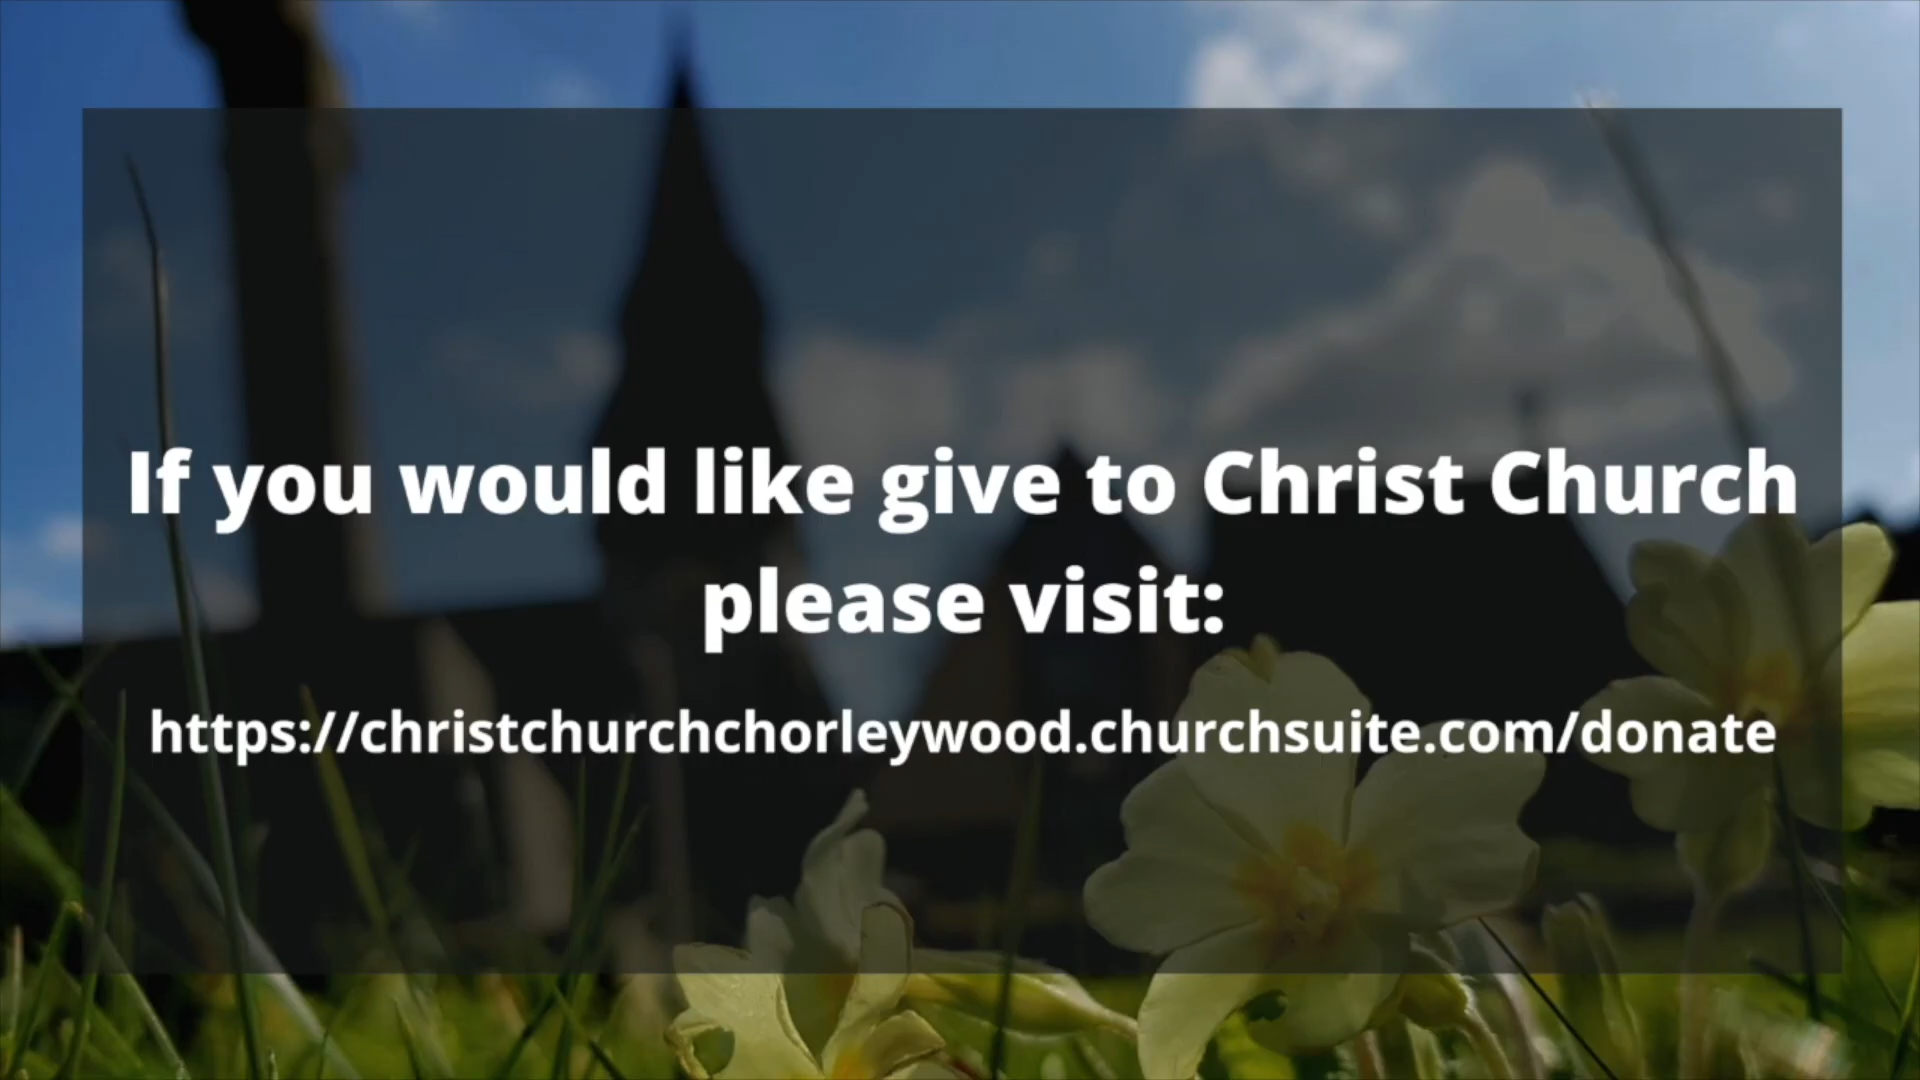 If you would like give to Christ Church
please visit:
https://christchurchchorleywood.churchsuite.com/donate